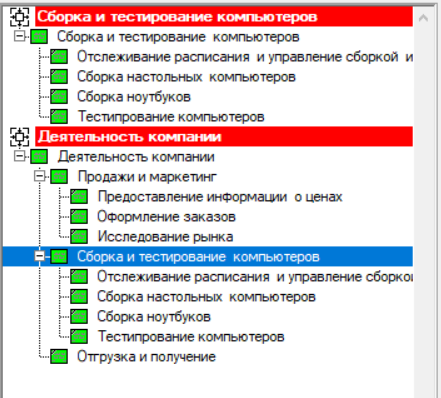 Сборка и тестирование компьютеров
Сборка и тестирование компьютеров
Отслеживание расписания и управление сборкой и
Сборка настольных компьютеров
Сборка ноутбуков
Тестипрование компьютеров
Деятельность компании
Деятельность компании
Продажи и маркетинг
Предоставление информации о ценах
Оформление заказов
Исследование рынка
Сборка и тестирование компьютеров
Отслеживание расписания и управление сборкой
Сборка настольных компьютеров
Сборка ноутбуков
Тестипрование компьютеров
Отгрузка и получение